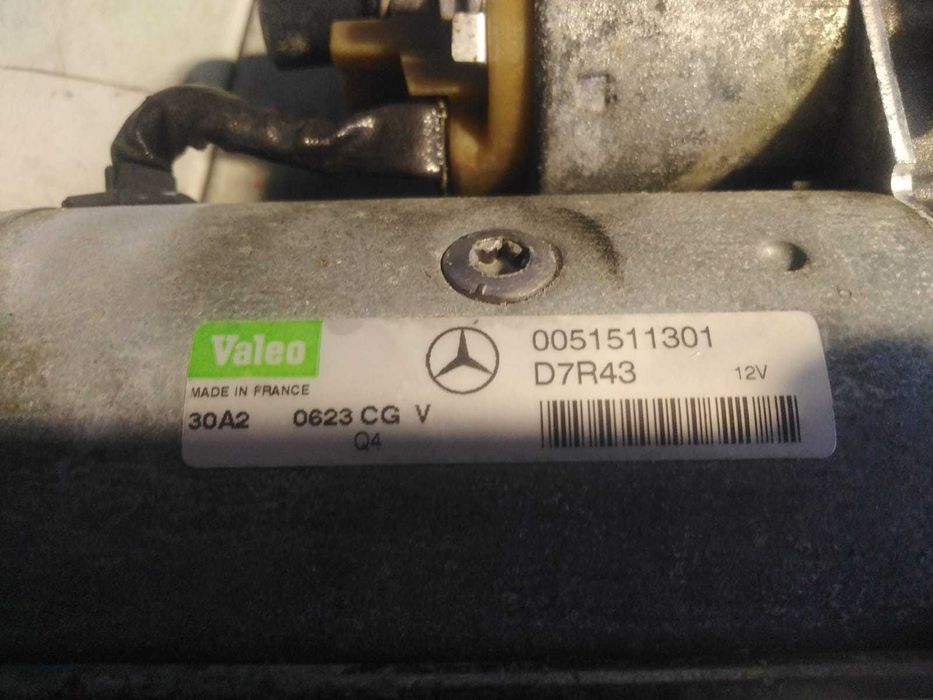 Valeo
MADE IN FRANCE
30A2 0623 CG V
Q4
0051511301
D7R43 12V